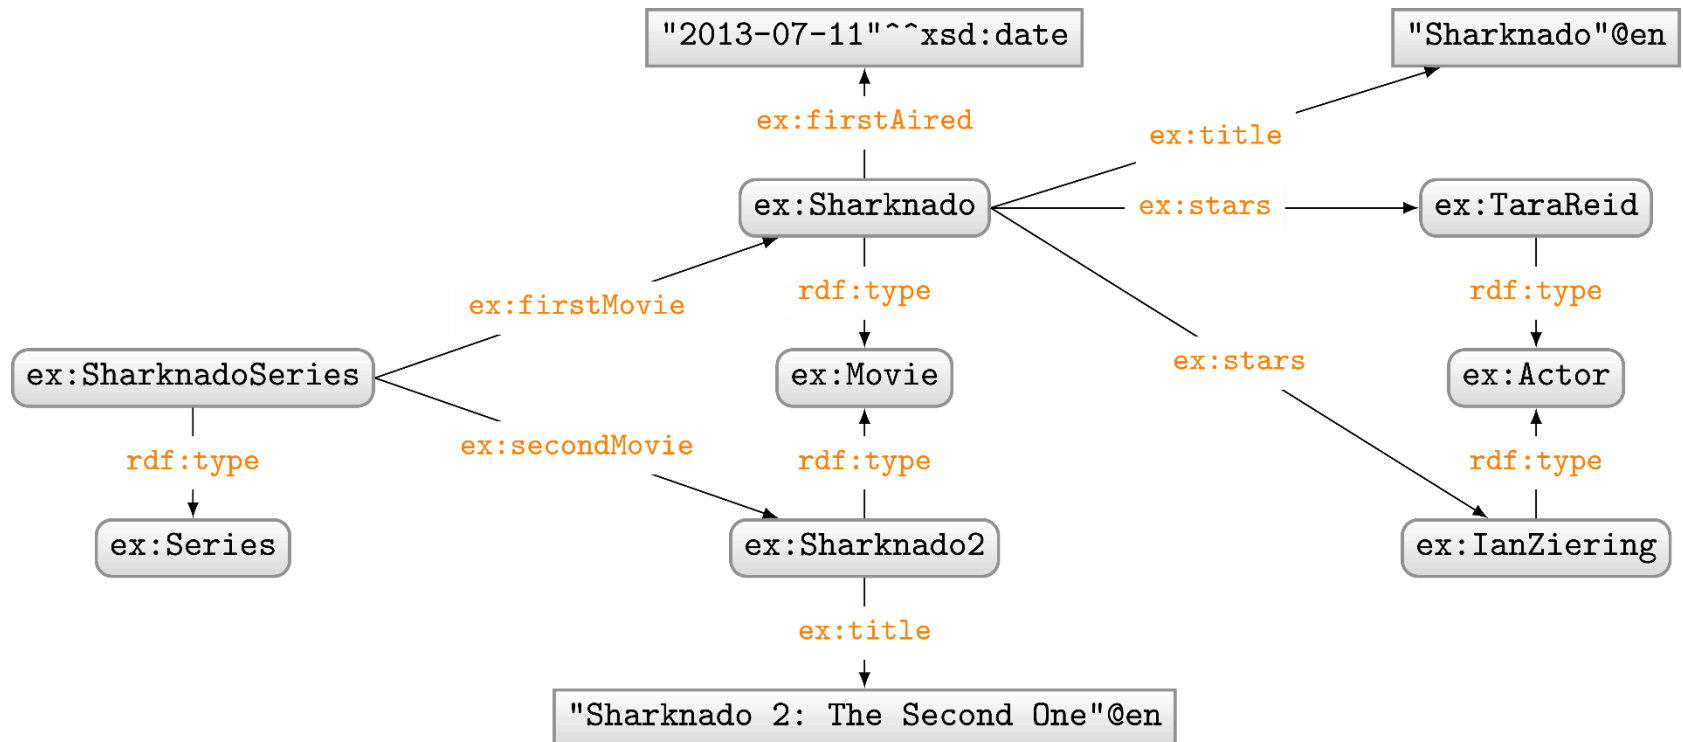 "2013-07-11"^^xsd:date
"Sharknado"@en
ex:firstAired
ex:title
ex:Sharknado
ex:stars
ex:TaraReid
rdf:type
rdf:type
ex:firstMovie
ex:stars
ex:SharknadoSeries
ex:Movie
ex:Actor
ex:secondMovie
rdf:type
rdf:type
rdf:type
ex:Series
ex:Sharknado2
ex:IanZiering
ex:title
"Sharknado 2: The Second One"@en